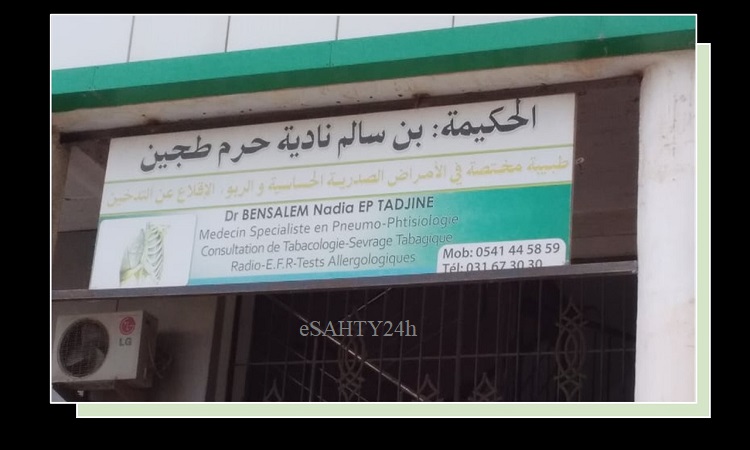 الحكيمة: بن سالم نادية حرم طجين
طبيبة مختصة في الأمراض الصدرية الحساسية و الربو، الإقلاع عن التدخين
Dr BENSALEM Nadia EP TADJINE
Medecin Specialiste en Pneumo-Phtisiologie
Consultation de Tabacologie-Sevrage Tabagique
Radio-E.F.R-Tests Allergologiques
Mob: 0541 44 58 59
Tél: 031 67 30 30
LG
eSAHTY24h